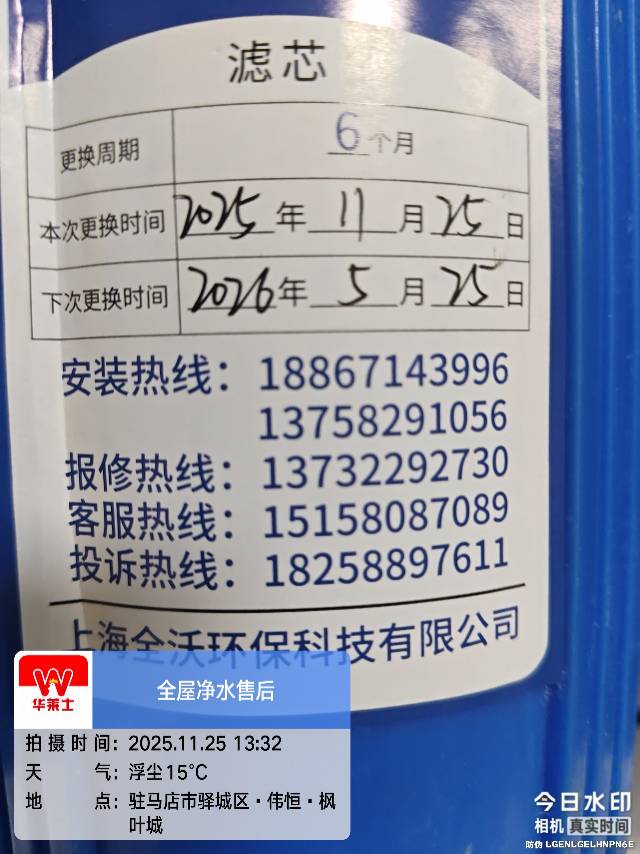 滤芯
更换周期 6个月
本次更换时间 2025年11月25日
下次更换时间 2026年5月25日
安装热线：18867143996
13758291056
报修热线：13732292730
客服热线：15158087089
投诉热线：18258897611
上海全沃环保科技有限公司
华莱士
全屋净水售后
拍摄时间：2025.11.25 13:32
天气：浮尘15℃
地点：驻马店市驿城区·伟恒·枫
叶城
今日水印
相机 真实时间
防伪 LGENLGELHNPN6E